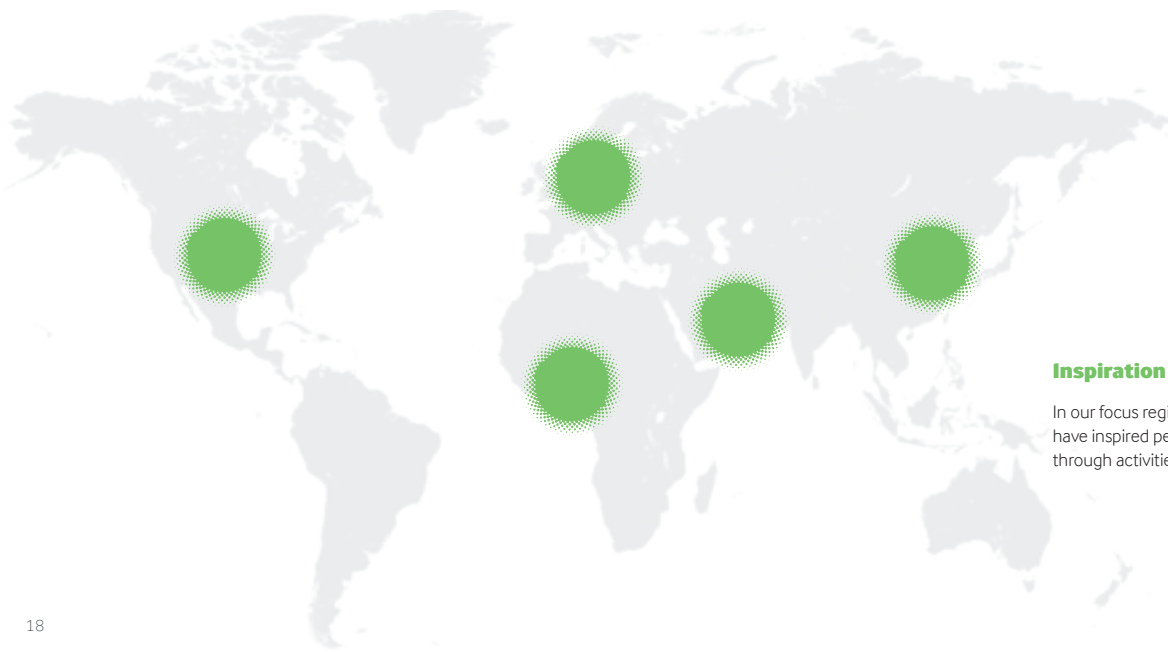 Inspiration
In our focus
have inspired
through
18